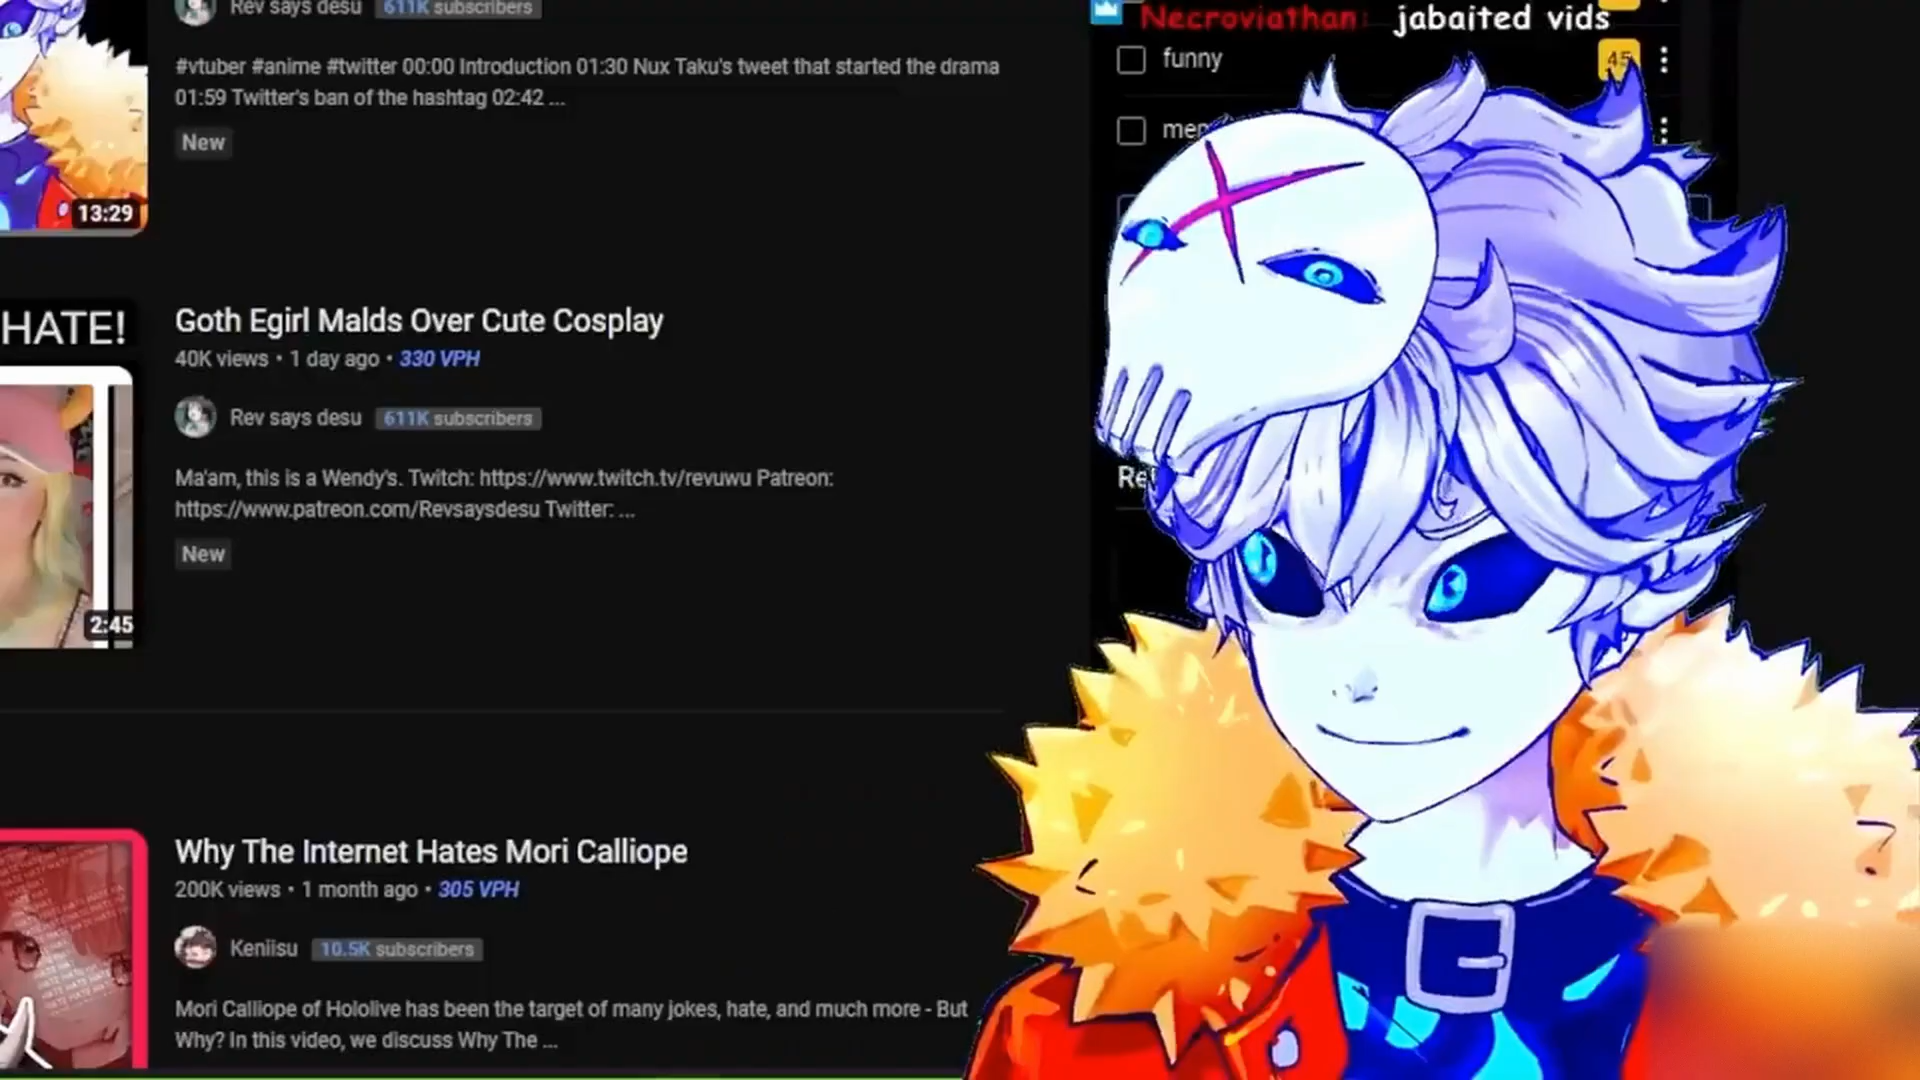 Rev says desu 611K subscribers
#vtuber #anime #twitter 00:00 Introduction 01:30 Nux Taku's tweet that started the drama
01:59 Twitter's ban of the hashtag 02:42 ...
New
13:29
HATE!
Goth Egirl Malds Over Cute Cosplay
40K views • 1 day ago • 330 VPH
Rev says desu 611K subscribers
Ma'am, this is a Wendy's. Twitch: https://www.twitch.tv/revuwu Patreon:
https://www.patreon.com/Revsaysdesu Twitter: ...
New
2:45
Why The Internet Hates Mori Calliope
200K views • 1 month ago • 305 VPH
Keniisu 10.5K subscribers
Mori Calliope of Hololive has been the target of many jokes, hate, and much more - But
Why? In this video, we discuss Why The ...
Necroviathan: jabaited vids
funny 45